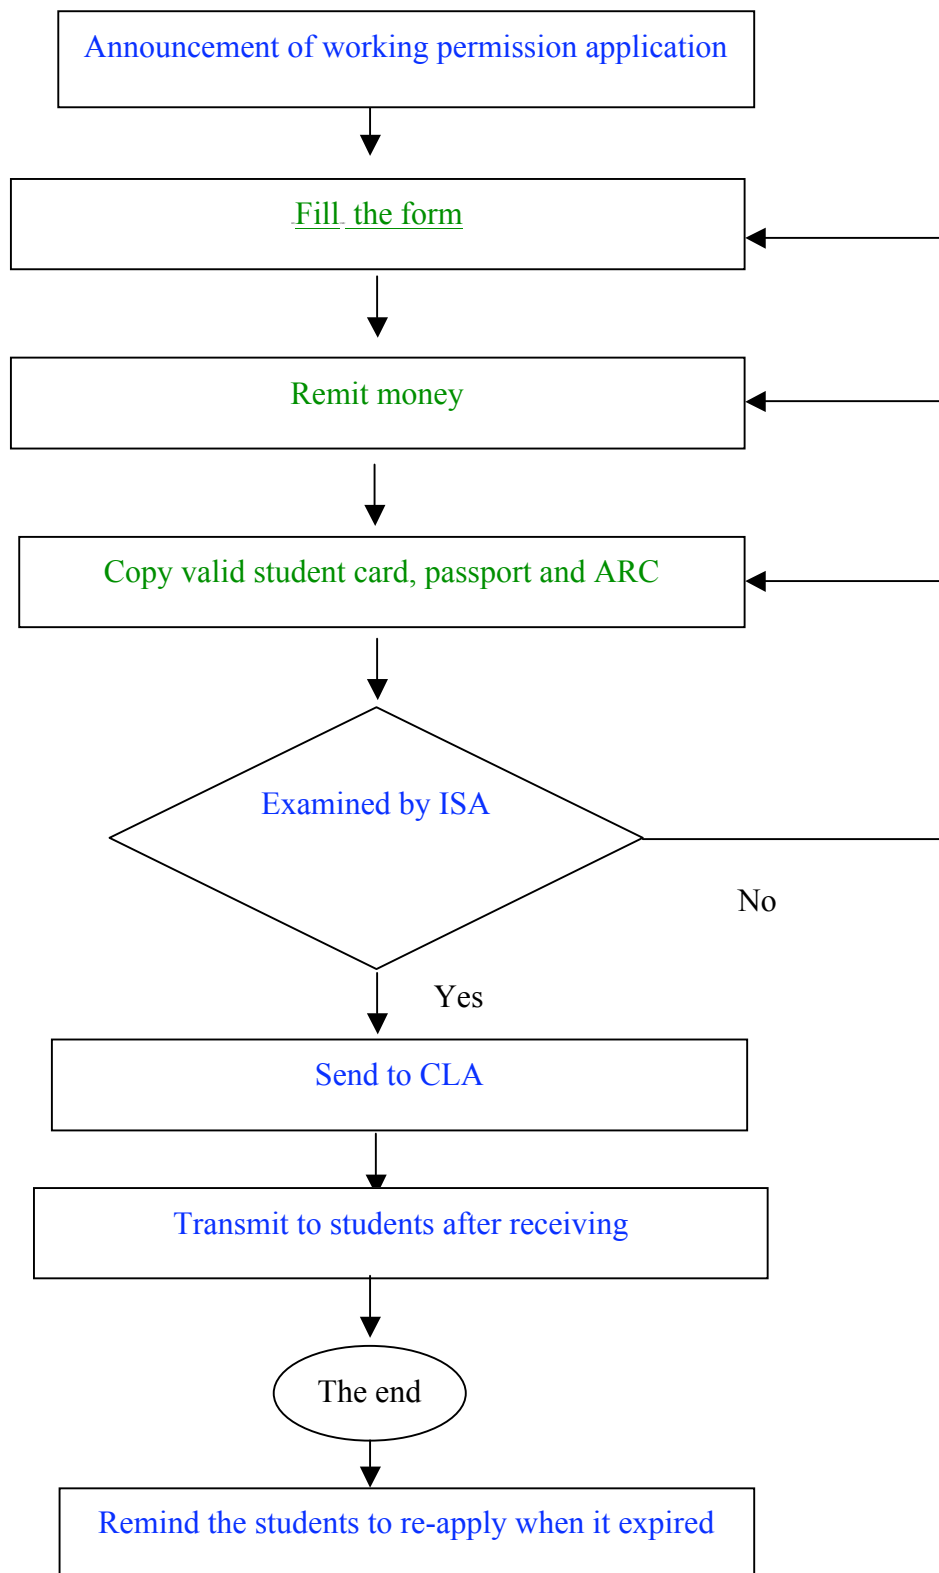 Announcement of working permission application
Fill the form
Remit money
Copy valid student card, passport and ARC
Examined by ISA
No
Yes
Send to CLA
Transmit to students after receiving
The end
Remind the students to re-apply when it expired